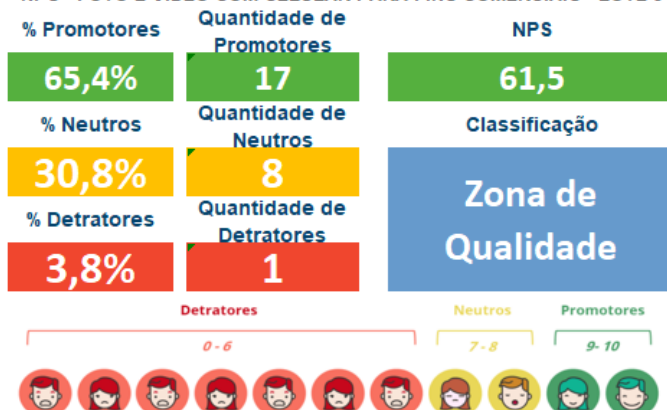 % Promotores
Quantidade de
Promotores
NPS
65,4%
17
61,5
% Neutros
Quantidade de
Neutros
Classificação
30,8%
8
Zona de
Qualidade
% Detratores
Quantidade de
Detratores
3,8%
1
Detratores
Neutros
Promotores
0 - 6
7 - 8
9- 10